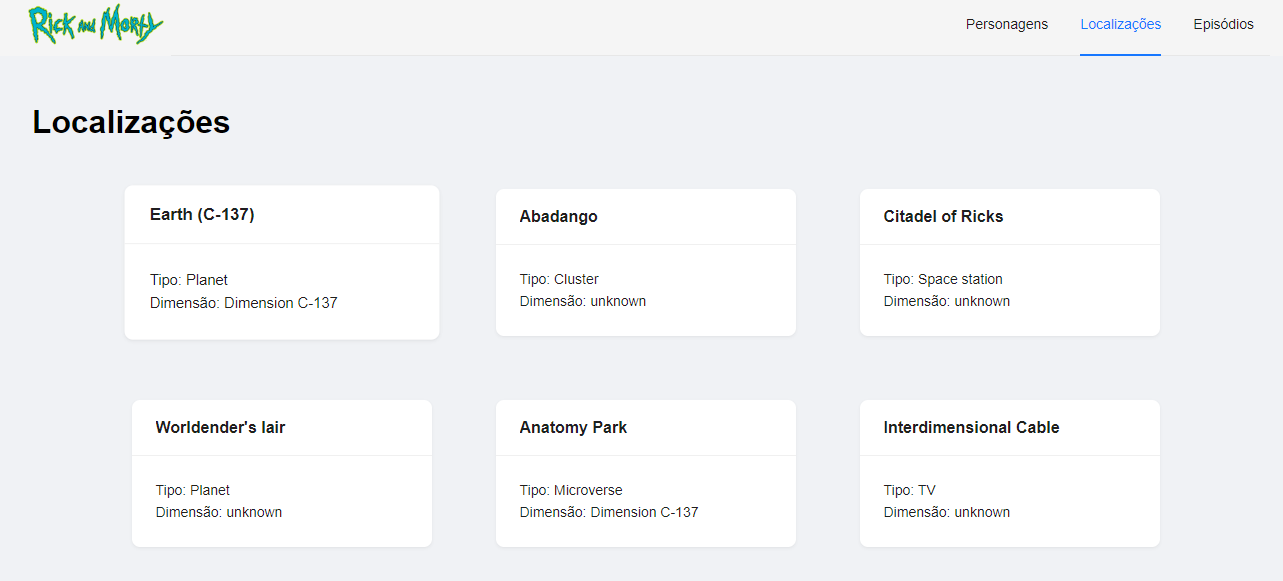 Rick and Morty
Personagens
Localizações
Episódios
Localizações
Earth (C-137)
Tipo: Planet
Dimensão: Dimension C-137
Abadango
Tipo: Cluster
Dimensão: unknown
Citadel of Ricks
Tipo: Space station
Dimensão: unknown
Worldender's lair
Tipo: Planet
Dimensão: unknown
Anatomy Park
Tipo: Microverse
Dimensão: Dimension C-137
Interdimensional Cable
Tipo: TV
Dimensão: unknown